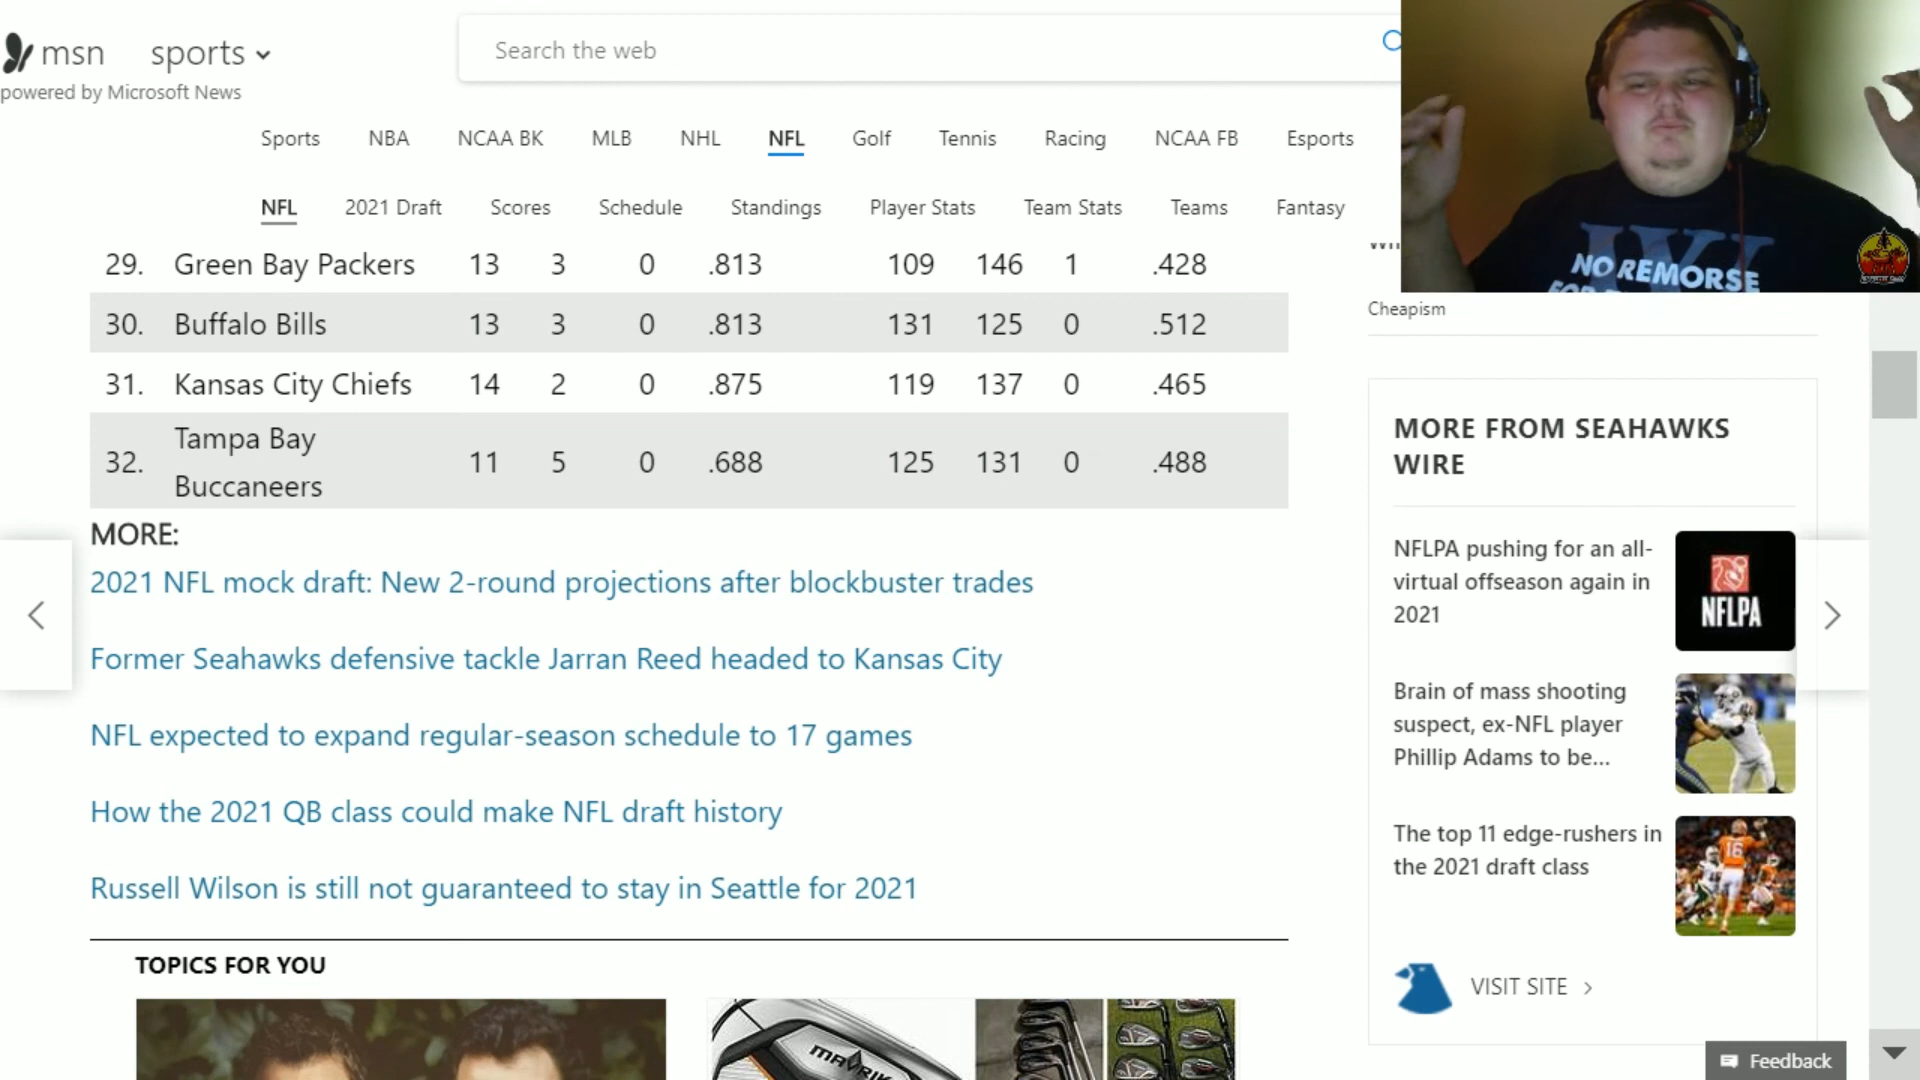 msn sports
Search the web
powered by Microsoft News
Sports NBA NCAA BK MLB NHL NFL Golf Tennis Racing NCAA FB Esports
NFL 2021 Draft Scores Schedule Standings Player Stats Team Stats Teams Fantasy
29. Green Bay Packers 13 3 0 .813 109 146 1 .428
30. Buffalo Bills 13 3 0 .813 131 125 0 .512
31. Kansas City Chiefs 14 2 0 .875 119 137 0 .465
Tampa Bay
32. 11 5 0 .688 125 131 0 .488
Buccaneers
MORE:
2021 NFL mock draft: New 2-round projections after blockbuster trades
Former Seahawks defensive tackle Jarran Reed headed to Kansas City
NFL expected to expand regular-season schedule to 17 games
How the 2021 QB class could make NFL draft history
Russell Wilson is still not guaranteed to stay in Seattle for 2021
TOPICS FOR YOU
MAVRIK
NO REMORSE
Cheapism
MORE FROM SEAHAWKS
WIRE
NFLPA pushing for an all-
virtual offseason again in
2021
NFLPA
Brain of mass shooting
suspect, ex-NFL player
Phillip Adams to be...
The top 11 edge-rushers in
the 2021 draft class
16
VISIT SITE
Feedback